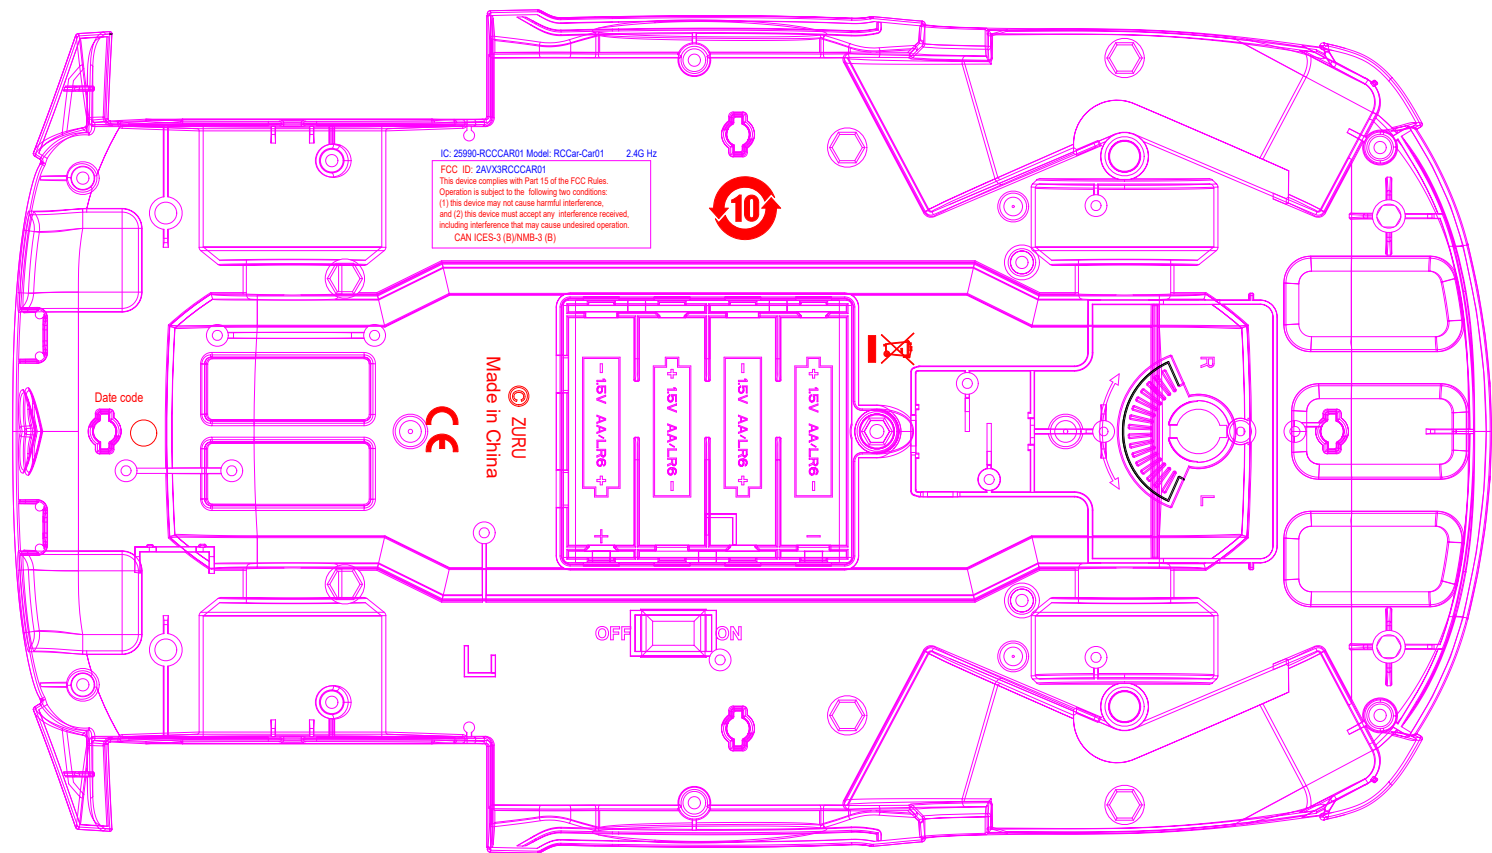 IC: 25990-RCCCAR01 Model: RCCar-Car01 2.4G Hz
FCC ID: 2AVX3RCCCAR01
This device complies with Part 15 of the FCC Rules.
Operation is subject to the following two conditions:
(1) this device may not cause harmful interference,
and (2) this device must accept any interference received,
including interference that may cause undesired operation.
CAN ICES-3 (B)/NMB-3 (B)
10
Date code
CE
© ZURU
Made in China
- 1.5V AA/LR6 +
+ 1.5V AA/LR6 -
- 1.5V AA/LR6 +
+ 1.5V AA/LR6 -
+
-
R
L
OFF
ON